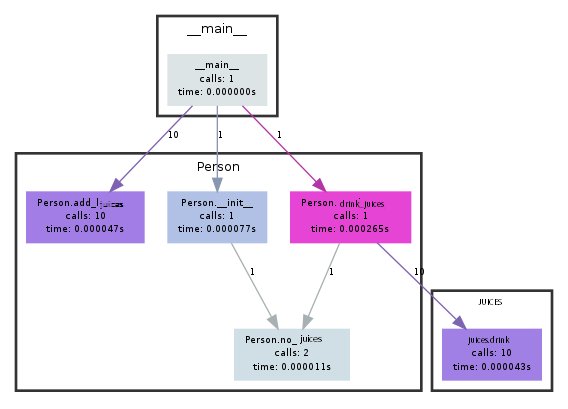 __main__
__main__
calls: 1
time: 0.000000s
10
1
1
Person
Person.add_juices
calls: 10
time: 0.000047s
Person.__init__
calls: 1
time: 0.000077s
Person. drink_juices
calls: 1
time: 0.000265s
1
1
10
JUICES
Person.no_ juices
calls: 2
time: 0.000011s
juices.drink
calls: 10
time: 0.000043s